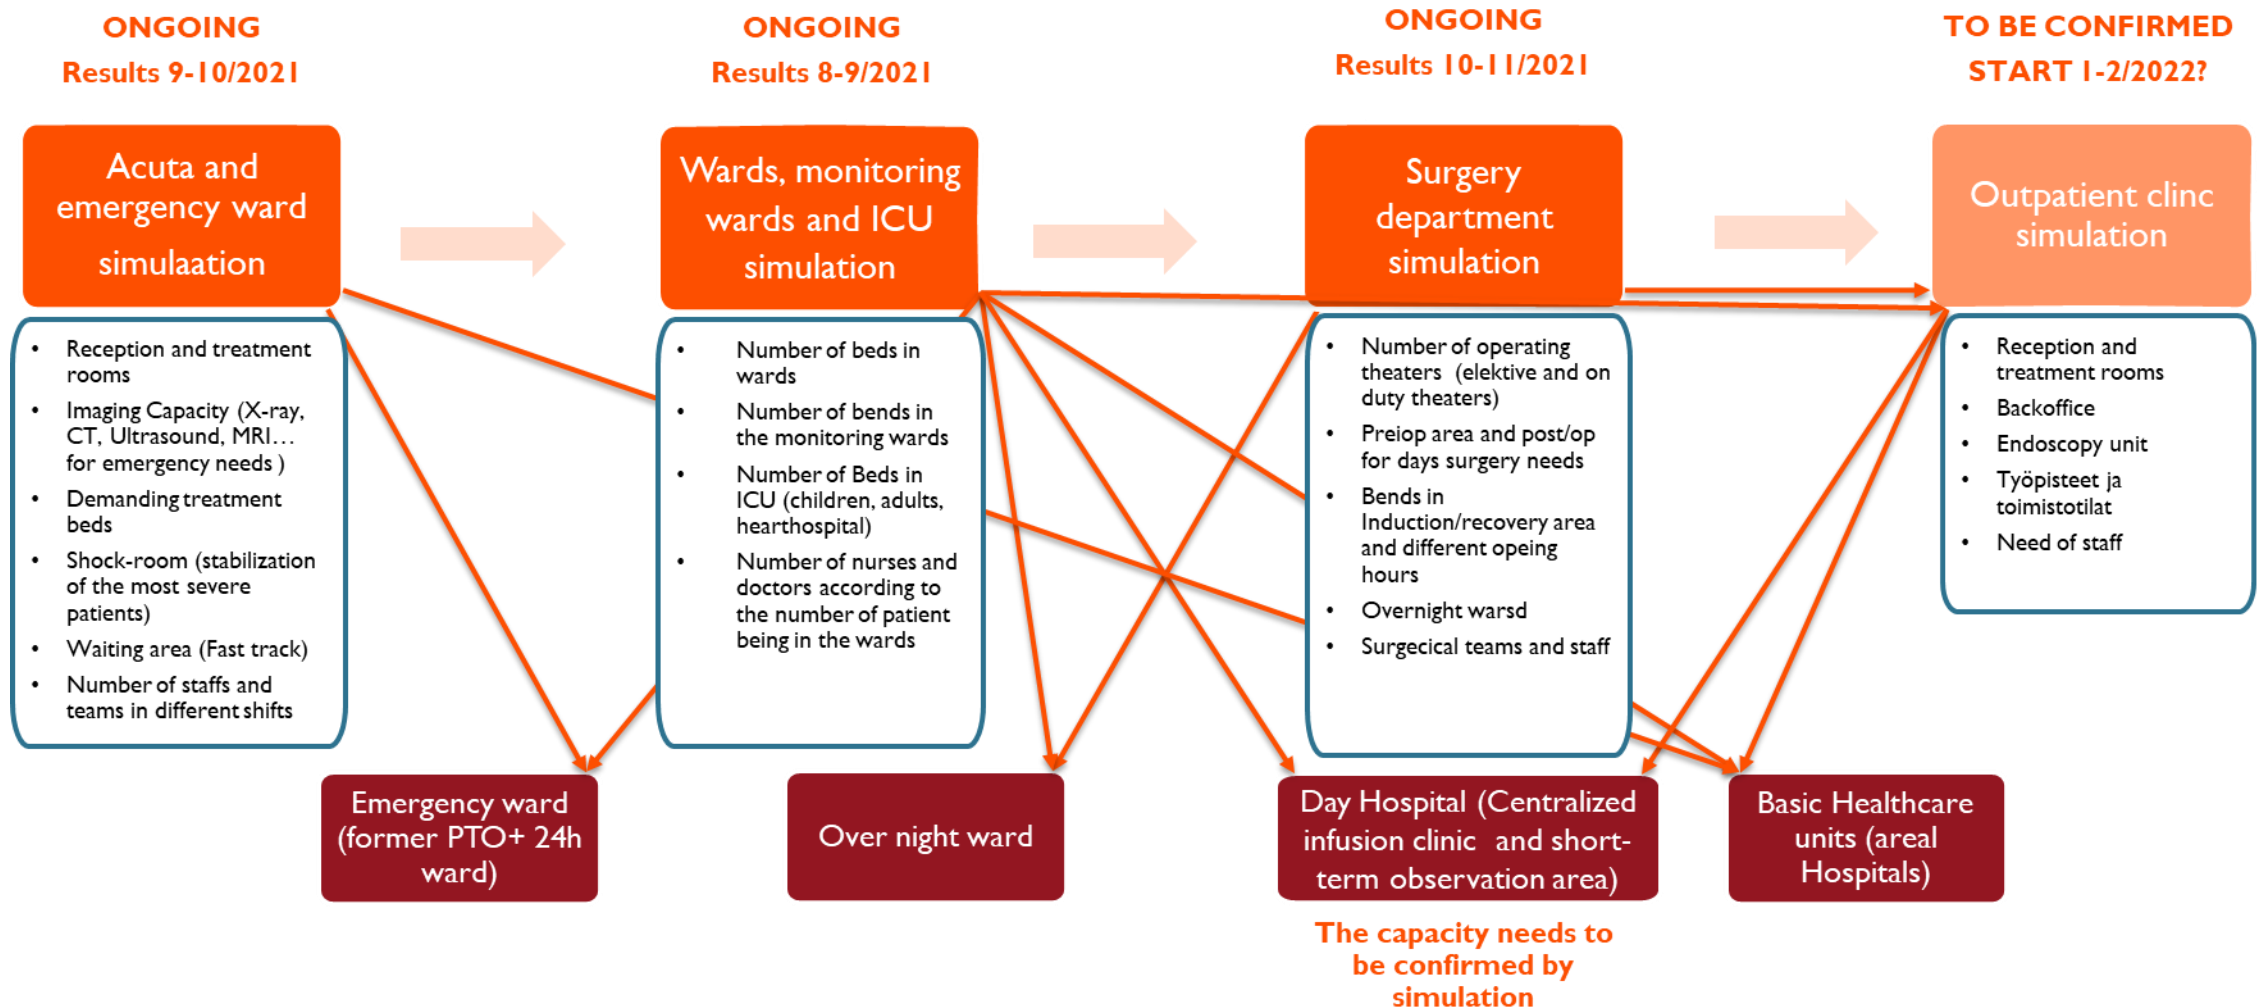 ONGOING
Results 9-10/2021
ONGOING
Results 8-9/2021
ONGOING
Results 10-11/2021
TO BE CONFIRMED
START 1-2/2022?
Acuta and
emergency ward
simulaation
Wards, monitoring
wards and ICU
simulation
Surgery
department
simulation
Outpatient clinc
simulation
• Reception and treatment
rooms
• Imaging Capacity (X-ray,
CT, Ultrasound, MRI…
for emergency needs )
• Demanding treatment
beds
• Shock-room (stabilization
of the most severe
patients)
• Waiting area (Fast track)
• Number of staffs and
teams in different shifts
• Number of beds in
wards
• Number of bends in
the monitoring wards
• Number of Beds in
ICU (children, adults,
hearthospital)
• Number of nurses and
doctors according to
the number of patient
being in the wards
• Number of operating
theaters (elektive and on
duty theaters)
• Preiop area and post/op
for days surgery needs
• Bends in
Induction/recovery area
and different opeing
hours
• Overnight warsd
• Surgecical teams and staff
• Reception and
treatment rooms
• Backoffice
• Endoscopy unit
• Työpisteet ja
toimistotilat
• Need of staff
Emergency ward
(former PTO+ 24h
ward)
Over night ward
Day Hospital (Centralized
infusion clinic and short-
term observation area)
Basic Healthcare
units (areal
Hospitals)
The capacity needs to
be confirmed by
simulation